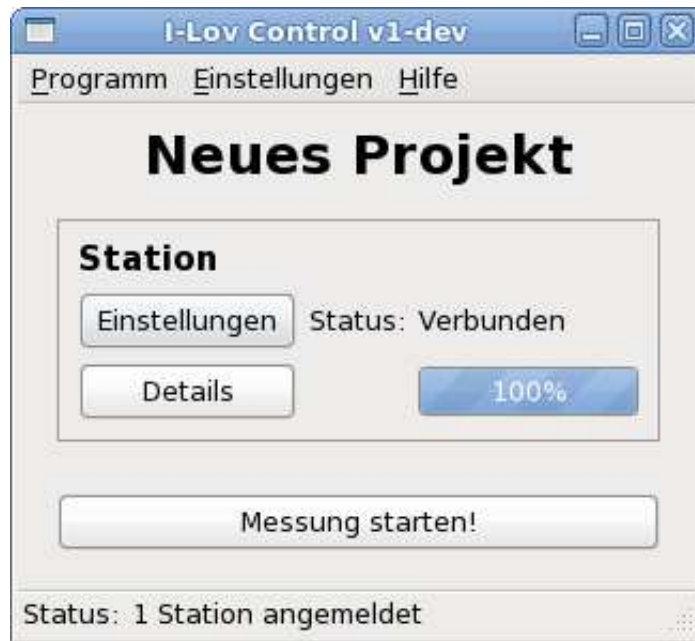 I-Lov Control v1-dev
Programm Einstellungen Hilfe
Neues Projekt
Station
Einstellungen Status: Verbunden
Details 100%
Messung starten!
Status: 1 Station angemeldet